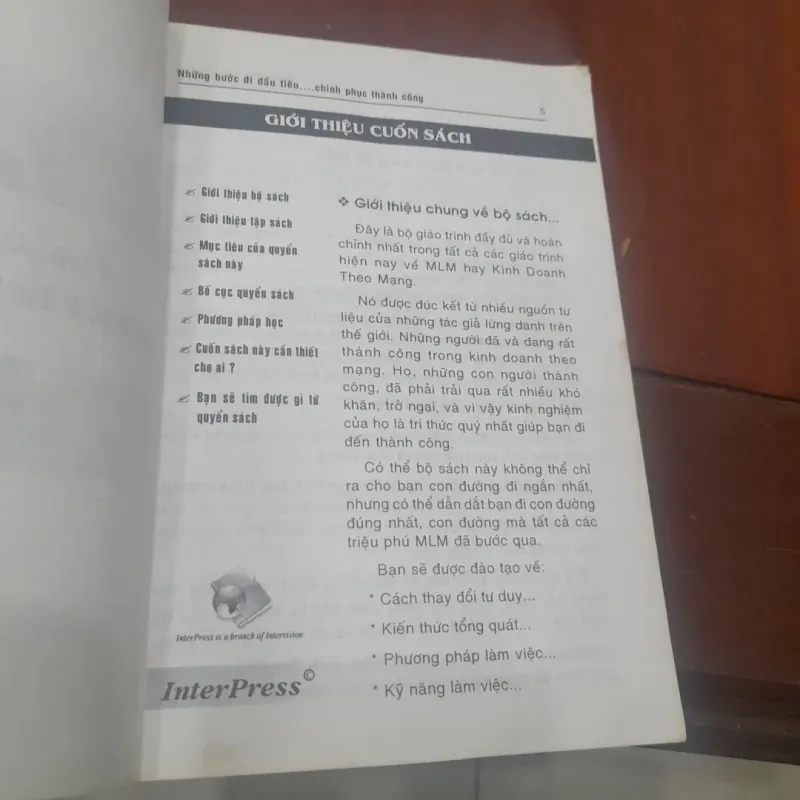 Những bước đi đầu tiên....chinh phục thành công
5
GIỚI THIỆU CUỐN SÁCH
Giới thiệu bộ sách
Giới thiệu tập sách
Mục tiêu của quyển
sách này
Bố cục quyển sách
Phương pháp học
Cuốn sách này cần thiết
cho ai ?
Bạn sẽ tìm được gì từ
quyển sách
❖ Giới thiệu chung về bộ sách...
Đây là bộ giáo trình đầy đủ và hoàn
chỉnh nhất trong tất cả các giáo trình
hiện nay về MLM hay Kinh Doanh
Theo Mạng.
Nó được đúc kết từ nhiều nguồn tư
liệu của những tác giả lừng danh trên
thế giới. Những người đã và đang rất
thành công trong kinh doanh theo
mạng. Họ, những con người thành
công, đã phải trải qua rất nhiều khó
khăn, trở ngại, và vì vậy kinh nghiệm
của họ là tri thức quý nhất giúp bạn đi
đến thành công.
Có thể bộ sách này không thể chỉ
ra cho bạn con đường đi ngắn nhất,
nhưng có thể dẫn dắt bạn đi con đường
đúng nhất, con đường mà tất cả các
triệu phú MLM đã bước qua.
Bạn sẽ được đào tạo về:
* Cách thay đổi tư duy...
* Kiến thức tổng quát...
* Phương pháp làm việc...
* Kỹ năng làm việc...
InterPress is a branch of Intervision
InterPress©